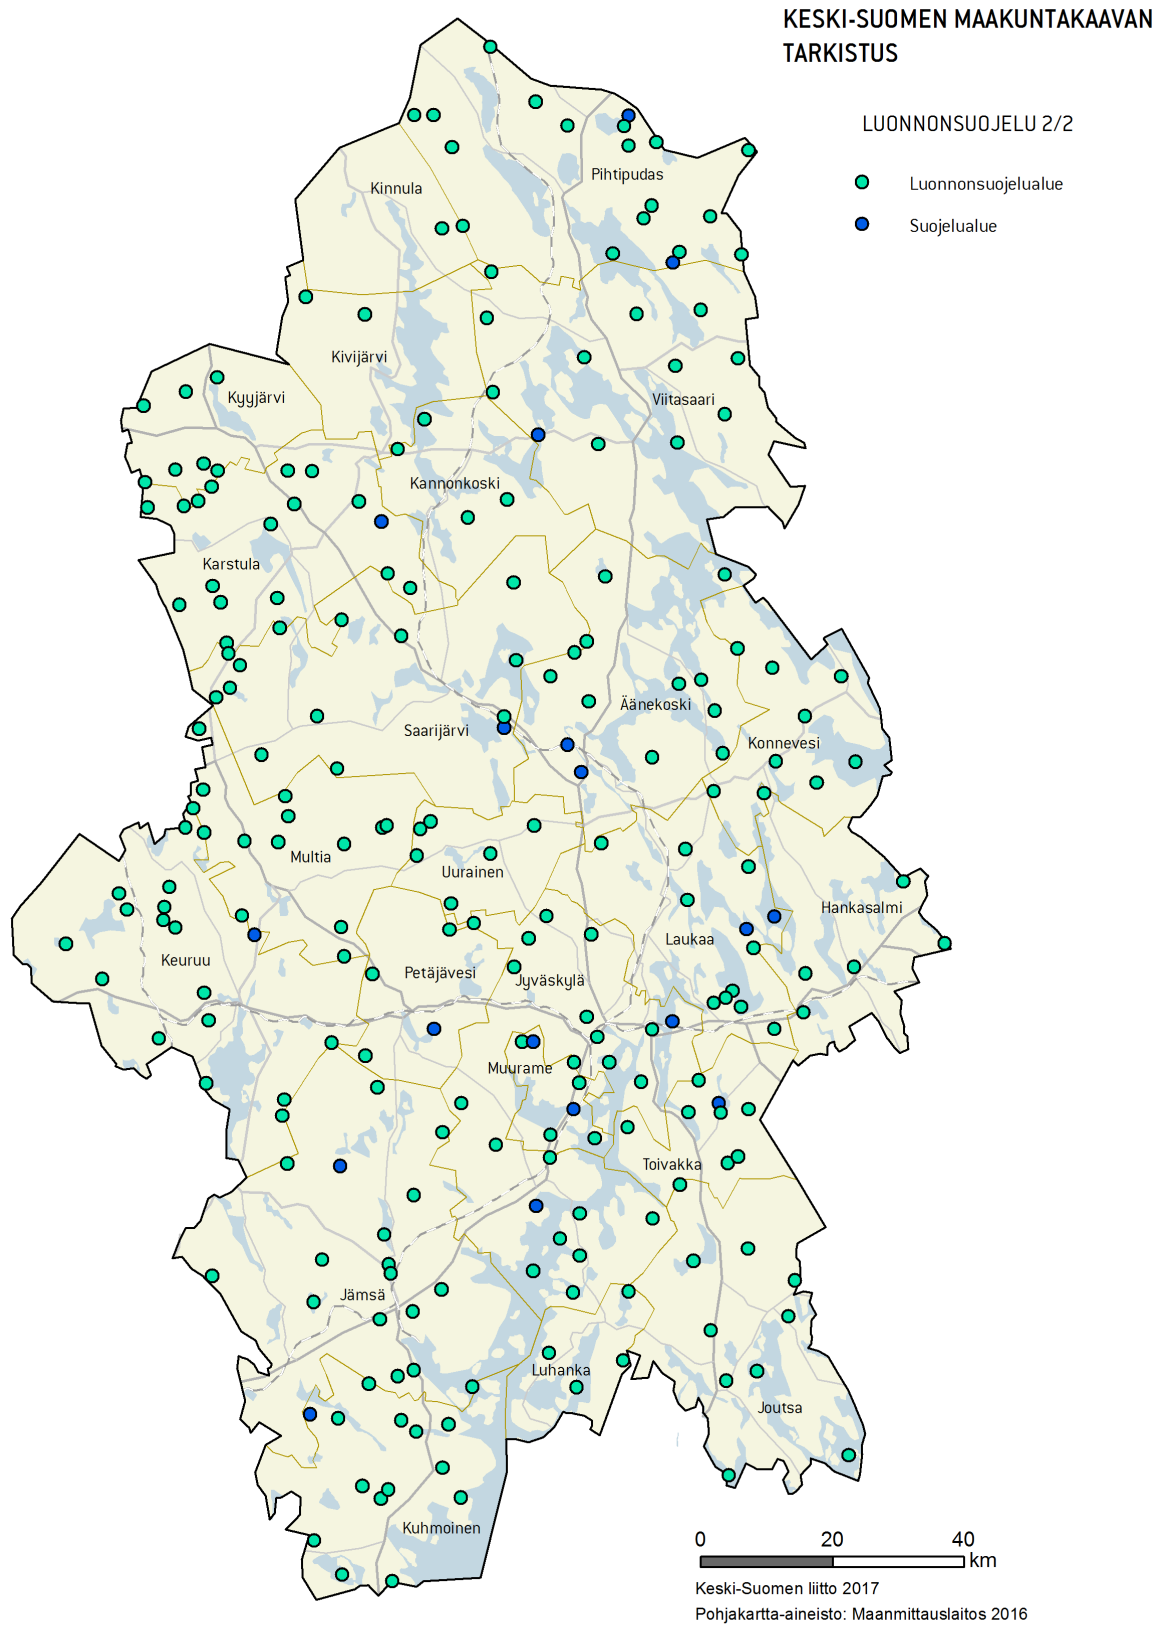 KESKI-SUOMEN MAAKUNTAKAAVAN
TARKISTUS
LUONNONSUOJELU 2/2
Luonnonsuojelualue
Suojelualue
Pihtipudas
Kinnula
Kivijärvi
Kyyjärvi
Viitasaari
Kannonkoski
Karstula
Äänekoski
Saarijärvi
Konnevesi
Multia
Uurainen
Hankasalmi
Laukaa
Keuruu
Petäjävesi
Jyväskylä
Muurame
Toivakka
Jämsä
Luhanka
Joutsa
Kuhmoinen
0 20 40
km
Keski-Suomen liitto 2017
Pohjakartta-aineisto: Maanmittauslaitos 2016